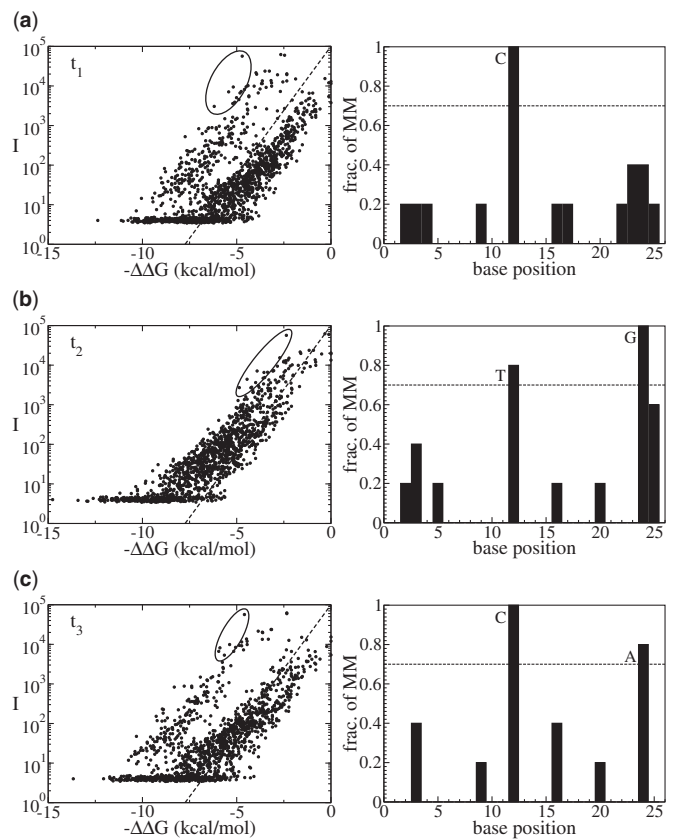 (a)
10^5
10^4
10^3
I
10^2
10^1
10^0
t_1
-15 -10 -5 0
-ΔΔG (kcal/mol)
frac. of MM
1
0.8
0.6
0.4
0.2
0
C
0 5 10 15 20 25
base position
(b)
10^5
10^4
10^3
I
10^2
10^1
10^0
t_2
-15 -10 -5 0
-ΔΔG (kcal/mol)
frac. of MM
1
0.8
0.6
0.4
0.2
0
T
G
0 5 10 15 20 25
base position
(c)
10^5
10^4
10^3
I
10^2
10^1
10^0
t_3
-15 -10 -5 0
-ΔΔG (kcal/mol)
frac. of MM
1
0.8
0.6
0.4
0.2
0
C
A
0 5 10 15 20 25
base position